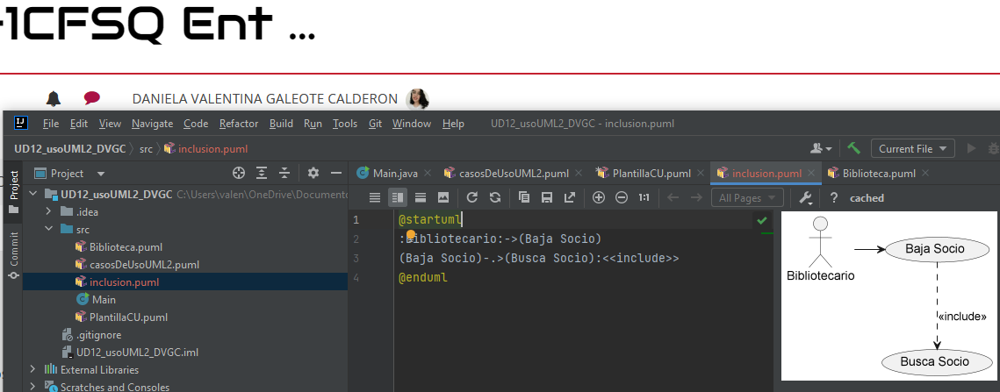 -1CFSQ Ent ...
DANIELA VALENTINA GALEOTE CALDERON
File Edit View Navigate Code Refactor Build Run Tools Git Window Help UD12_usoUML2_DVGC - inclusion.puml
UD12_usoUML2_DVGC src inclusion.puml Current File
Project Main.java casosDeUsoUML2.puml PlantillaCU.puml inclusion.puml Biblioteca.puml
Project
Commit
UD12_usoUML2_DVGC C:\Users\valen\OneDrive\Documento
.idea
src
Biblioteca.puml
casosDeUsoUML2.puml
inclusion.puml
Main
PlantillaCU.puml
.gitignore
UD12_usoUML2_DVGC.iml
External Libraries
Scratches and Consoles
1:1 All Pages ? cached
1 @startuml
2 :Bibliotecario:->(Baja Socio)
3 (Baja Socio)-.>(Busca Socio):<<include>>
4 @enduml
Baja Socio
Bibliotecario
«include»
Busca Socio